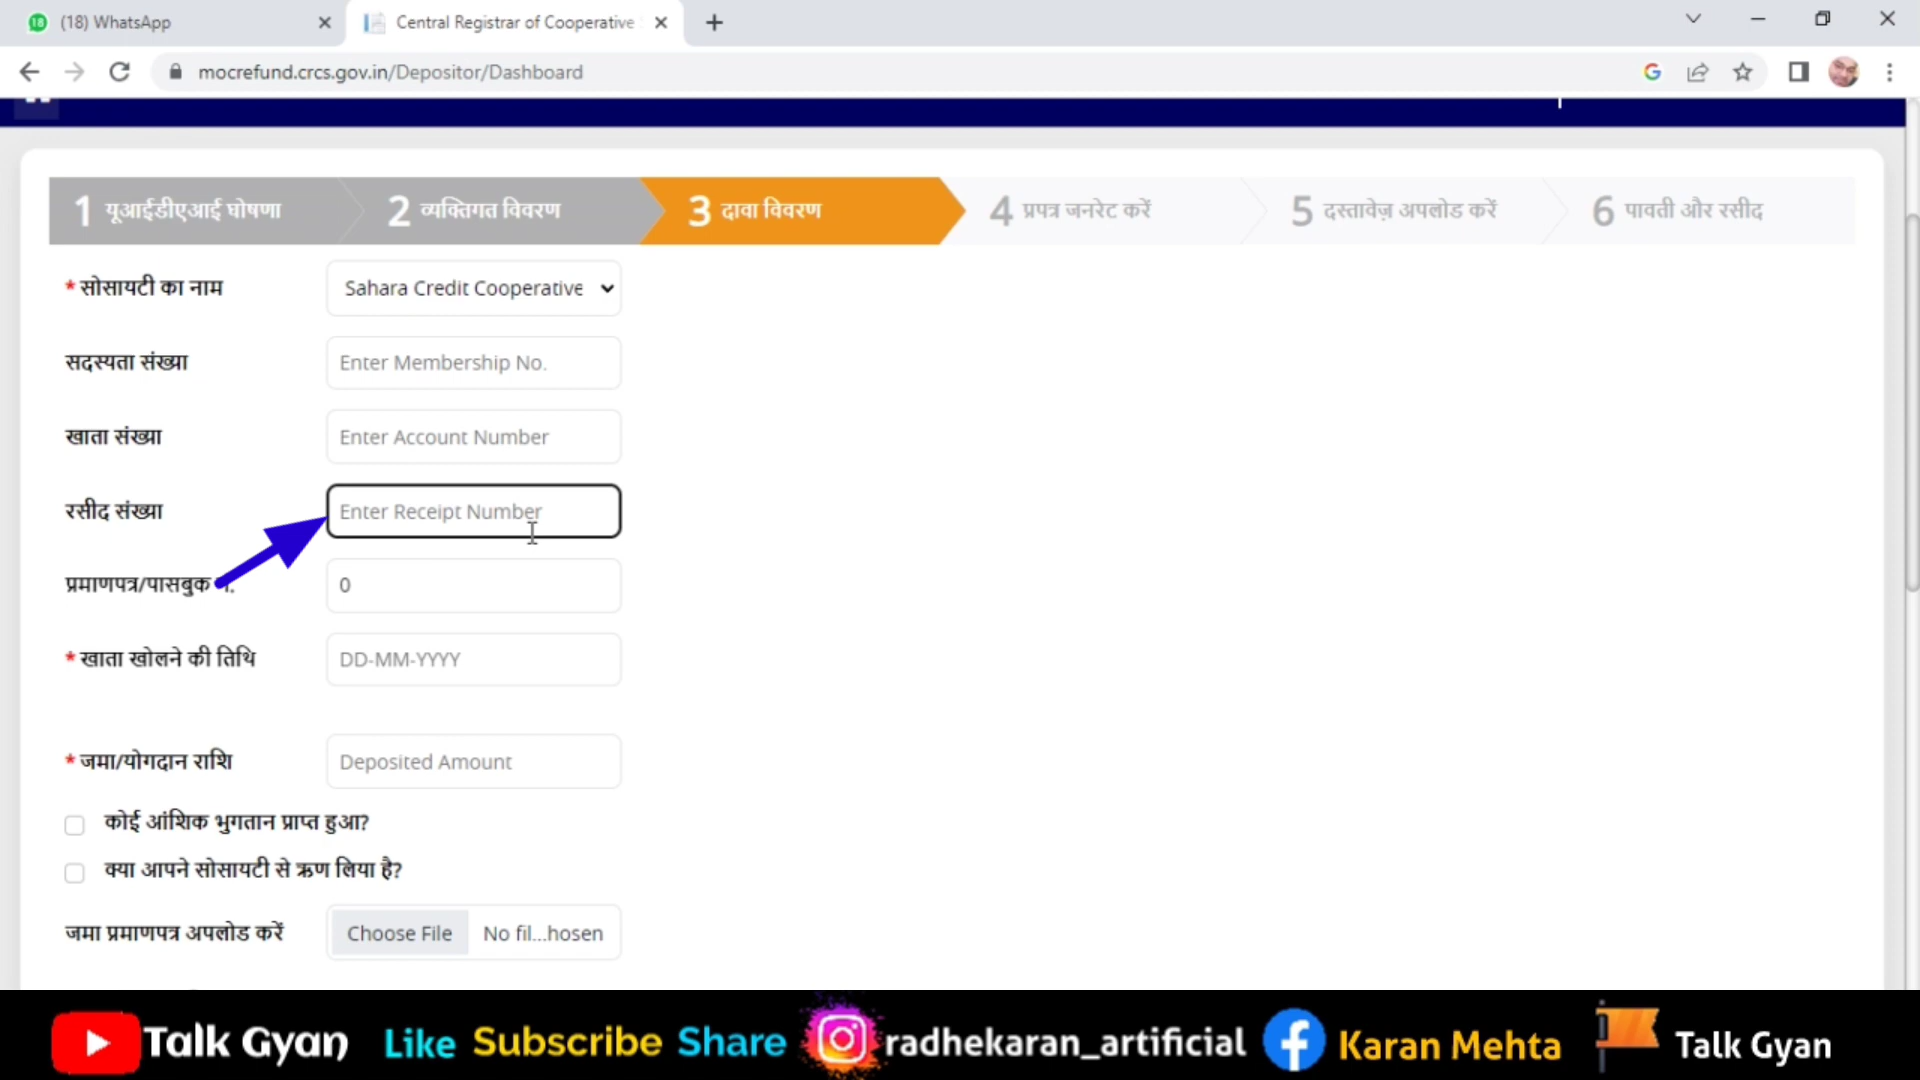 (18) WhatsApp
Central Registrar of Cooperative
mocrefund.crcs.gov.in/Depositor/Dashboard
1 यूआईडीएआई घोषणा
2 व्यक्तिगत विवरण
3 दावा विवरण
4 प्रपत्र जनरेट करें
5 दस्तावेज़ अपलोड करें
6 पावती और रसीद
* सोसायटी का नाम
Sahara Credit Cooperative
सदस्यता संख्या
Enter Membership No.
खाता संख्या
Enter Account Number
रसीद संख्या
Enter Receipt Number
प्रमाणपत्र/पासबुक
0
* खाता खोलने की तिथि
DD-MM-YYYY
* जमा/योगदान राशि
Deposited Amount
कोई आंशिक भुगतान प्राप्त हुआ?
क्या आपने सोसायटी से ऋण लिया है?
जमा प्रमाणपत्र अपलोड करें
Choose File No fil...hosen
Talk Gyan Like Subscribe Share radhekaran_artificial Karan Mehta Talk Gyan